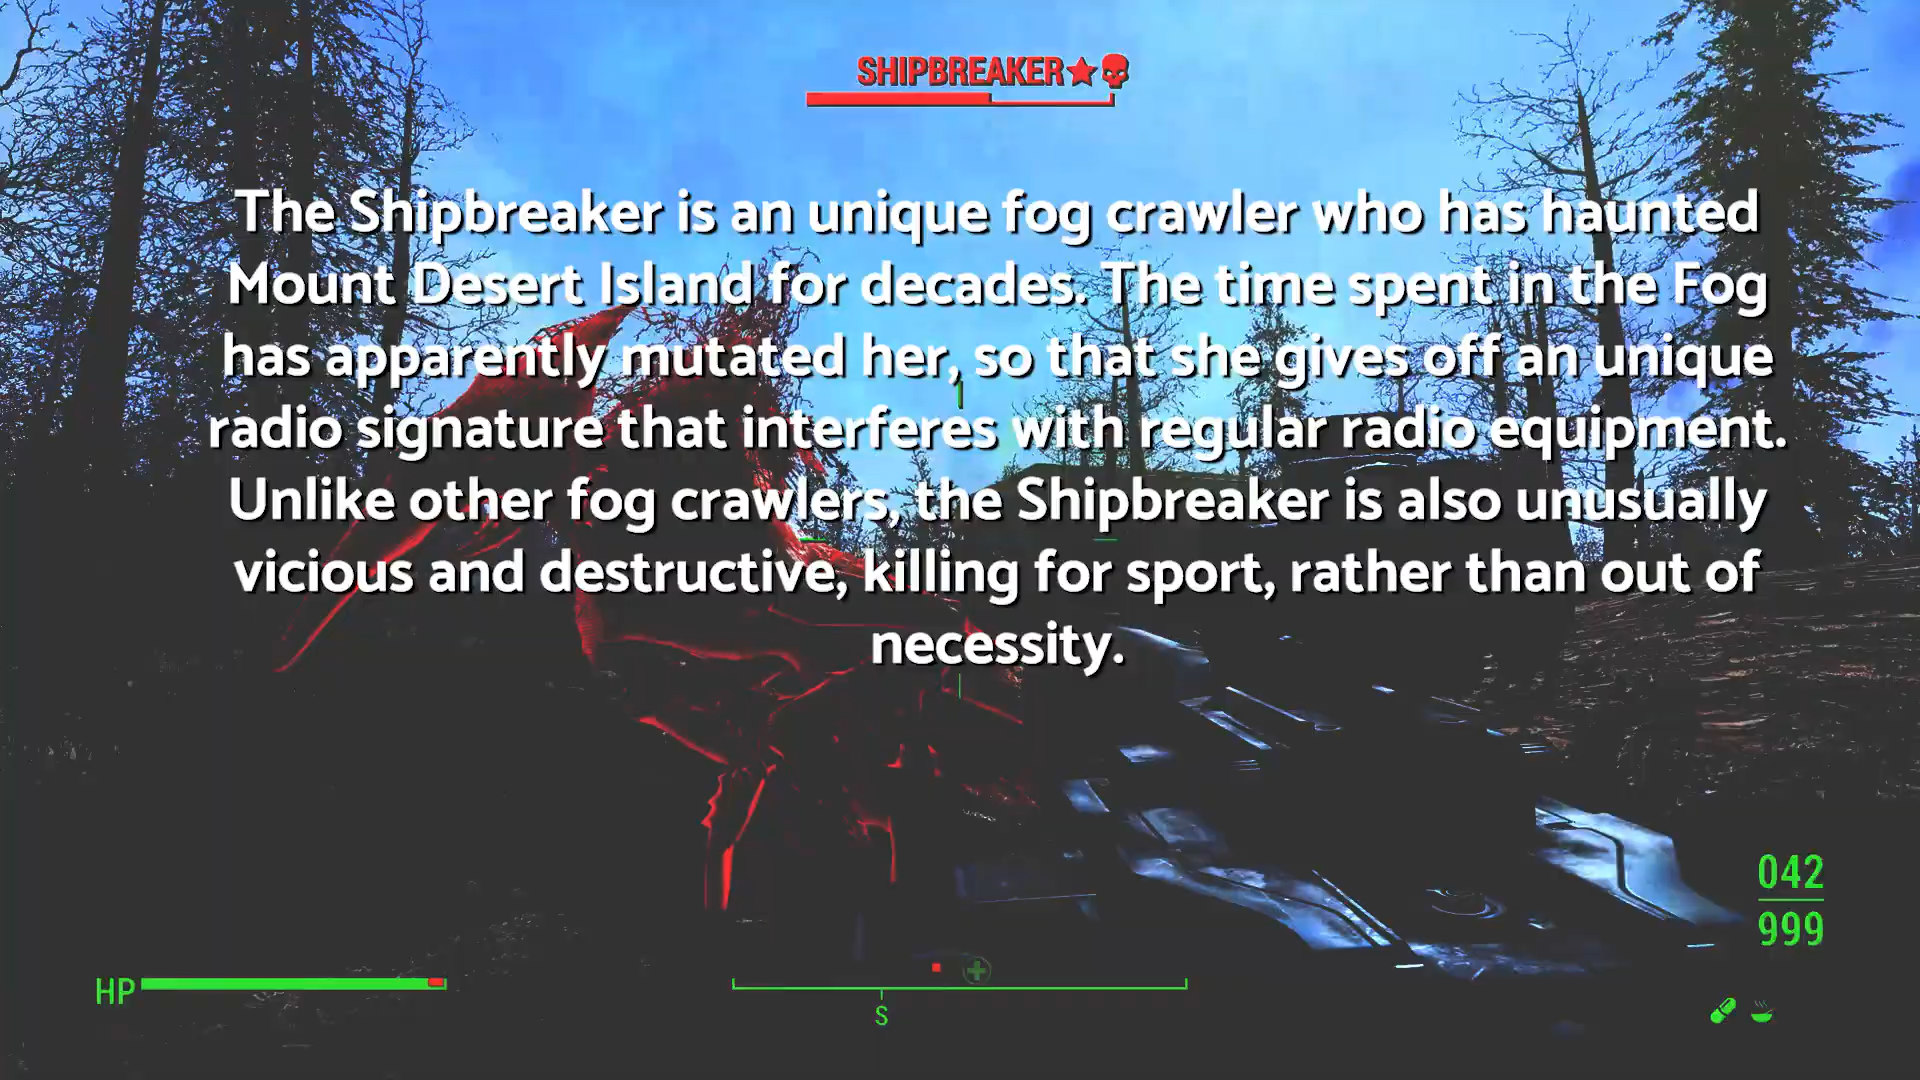 SHIPBREAKER
The Shipbreaker is an unique fog crawler who has haunted
Mount Desert Island for decades. The time spent in the Fog
has apparently mutated her, so that she gives off an unique
radio signature that interferes with regular radio equipment.
Unlike other fog crawlers, the Shipbreaker is also unusually
vicious and destructive, killing for sport, rather than out of
necessity.
042
999
HP
S